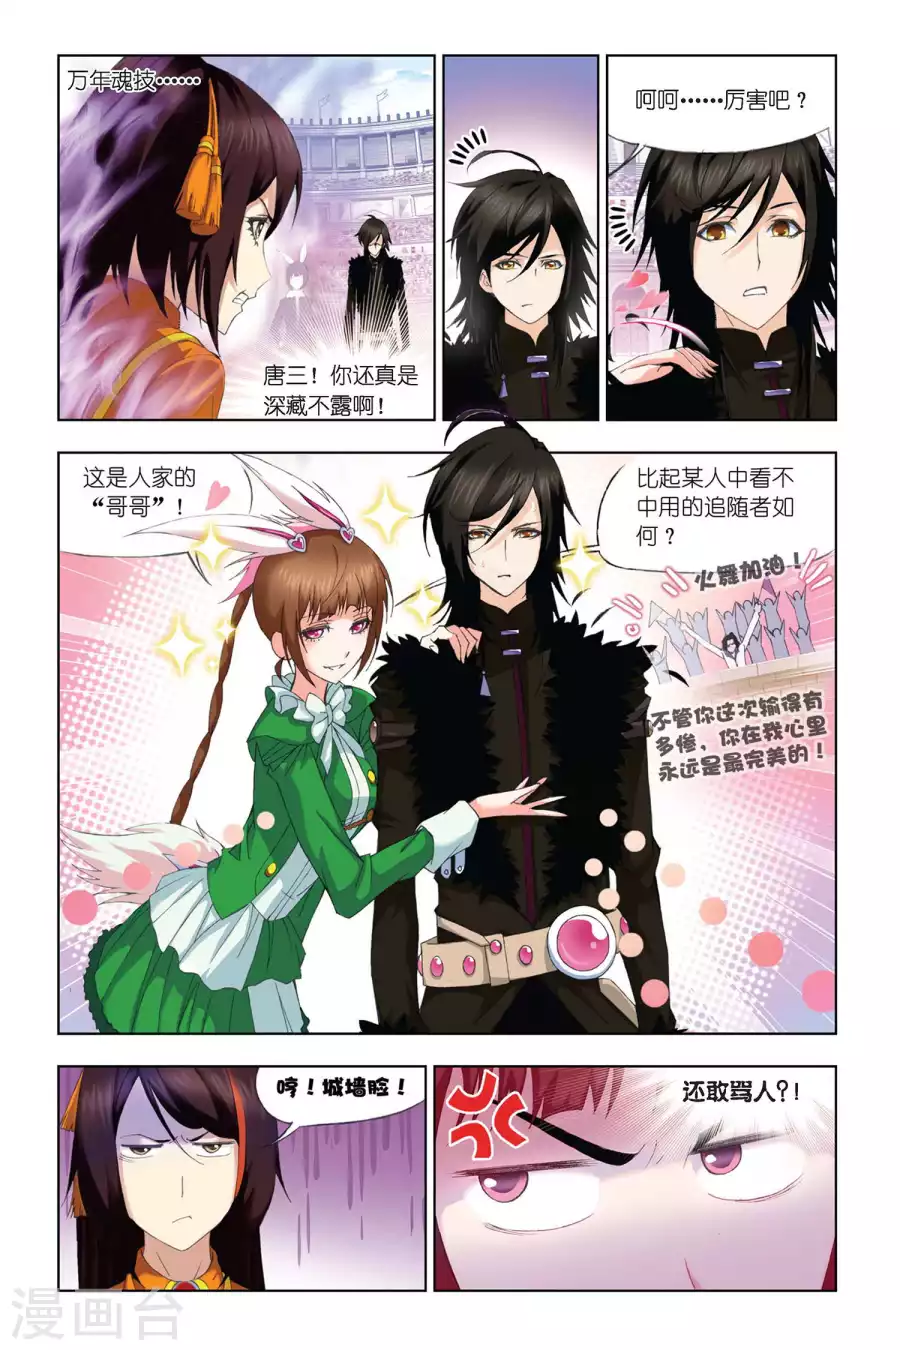 万年魂技……
唐三！你还真是
深藏不露啊！
呵呵……厉害吧？
这是人家的
“哥哥”！
比起某人中看不
中用的追随者如
何？
火舞加油！
不管你这次输得有
多惨，你在我心里
永远是最完美的！
哼！城墙脸！
还敢骂人?!
漫画台